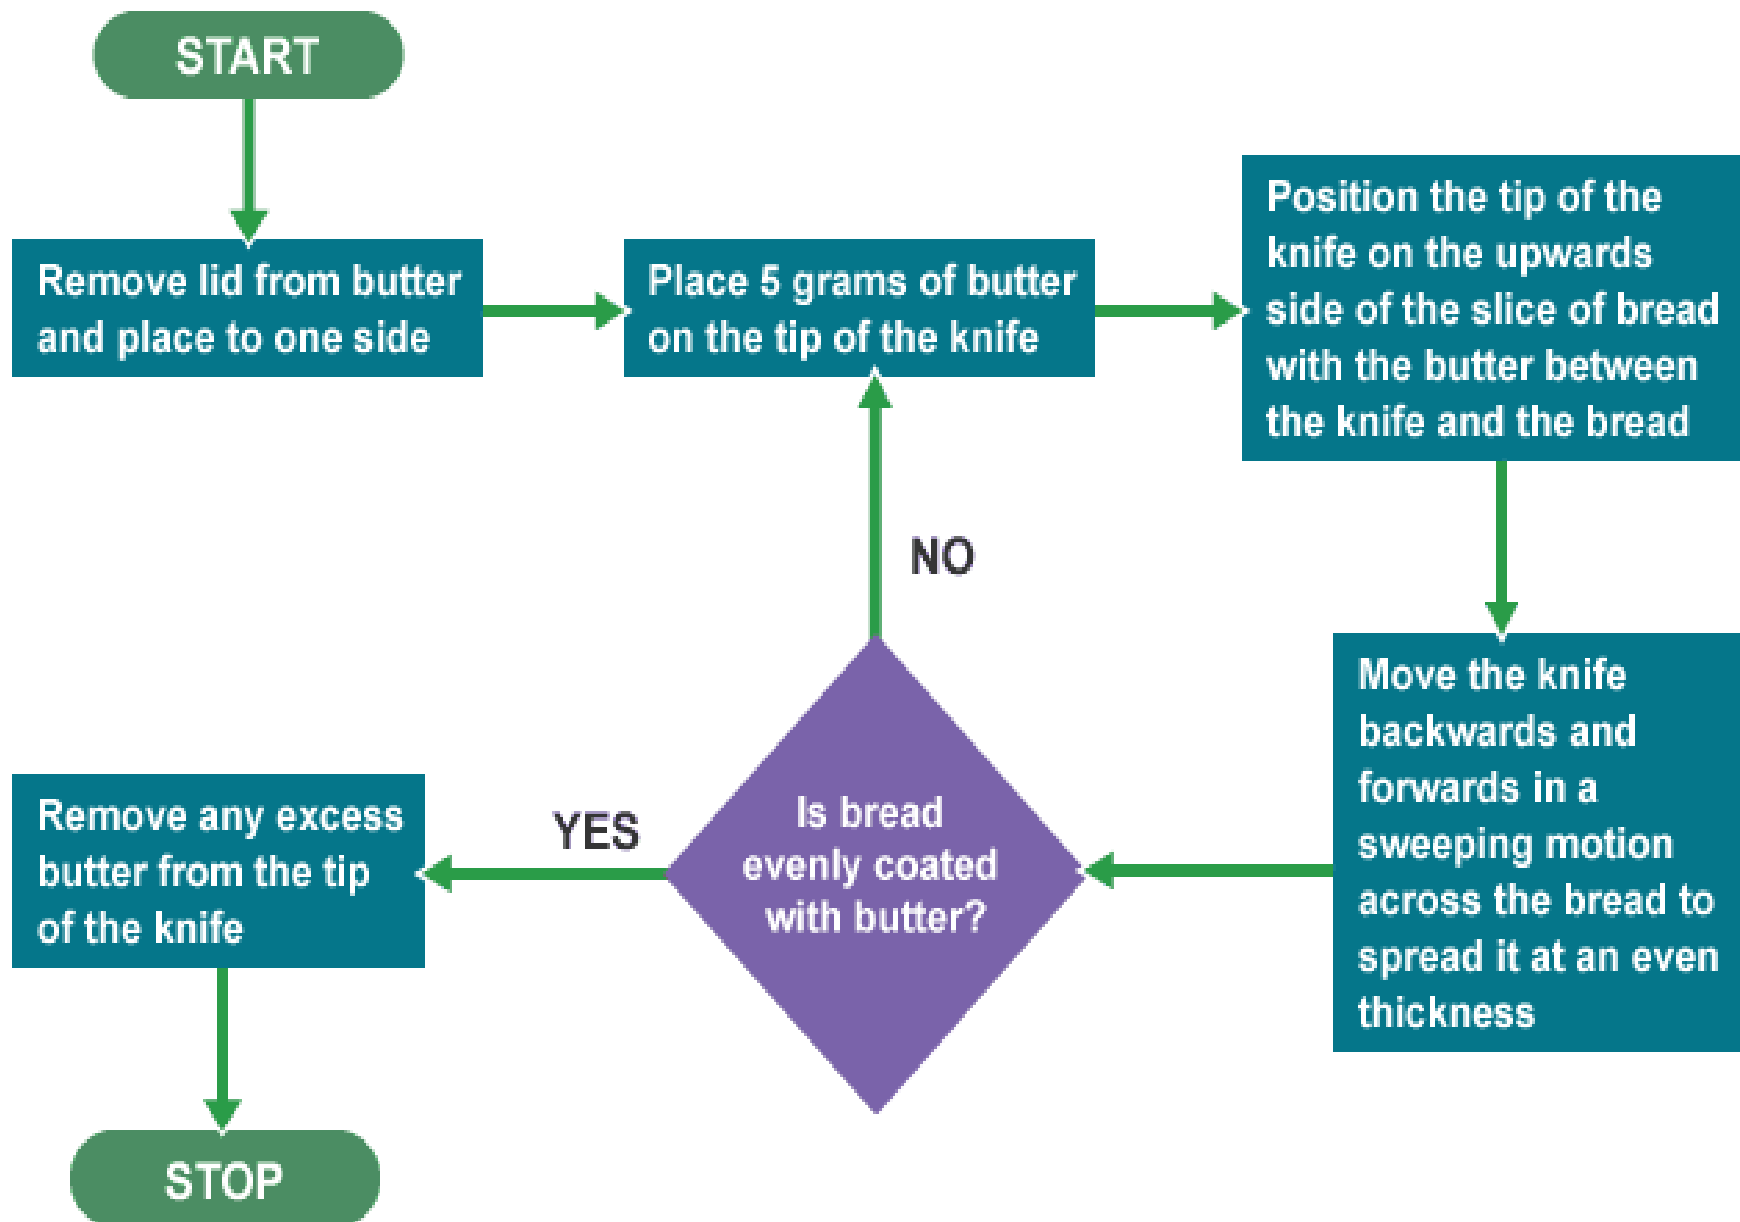 START
Remove lid from butter
and place to one side
Place 5 grams of butter
on the tip of the knife
Position the tip of the
knife on the upwards
side of the slice of bread
with the butter between
the knife and the bread
Move the knife
backwards and
forwards in a
sweeping motion
across the bread to
spread it at an even
thickness
Is bread
evenly coated
with butter?
NO
YES
Remove any excess
butter from the tip
of the knife
STOP